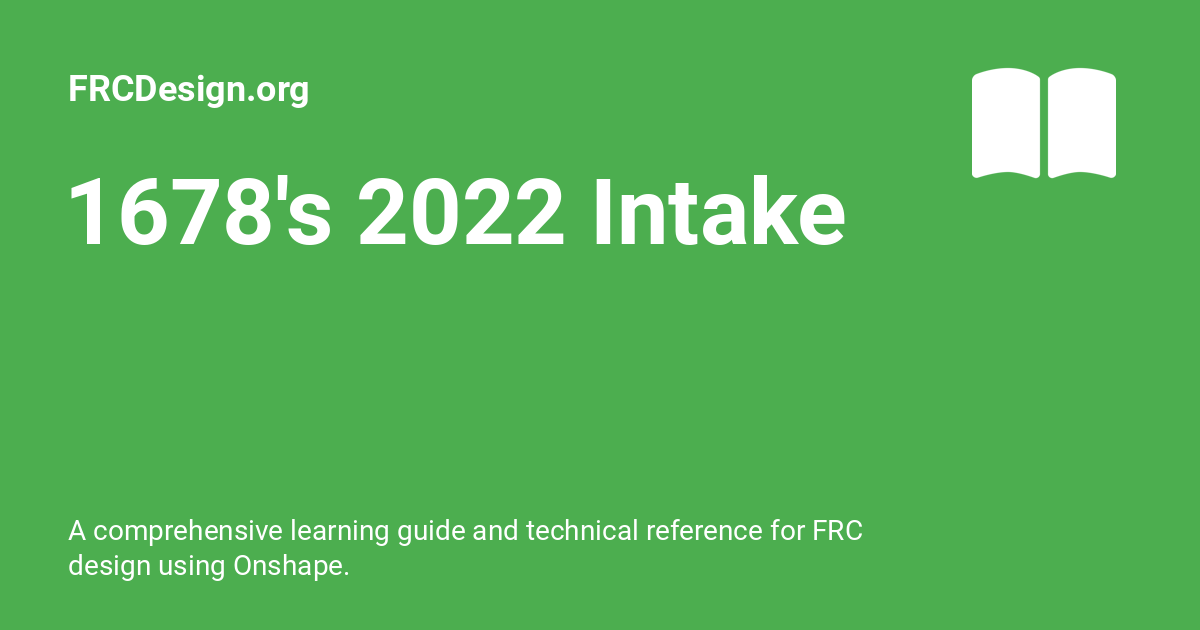 FRCDesign.org
1678's 2022 Intake
A comprehensive learning guide and technical reference for FRC
design using Onshape.